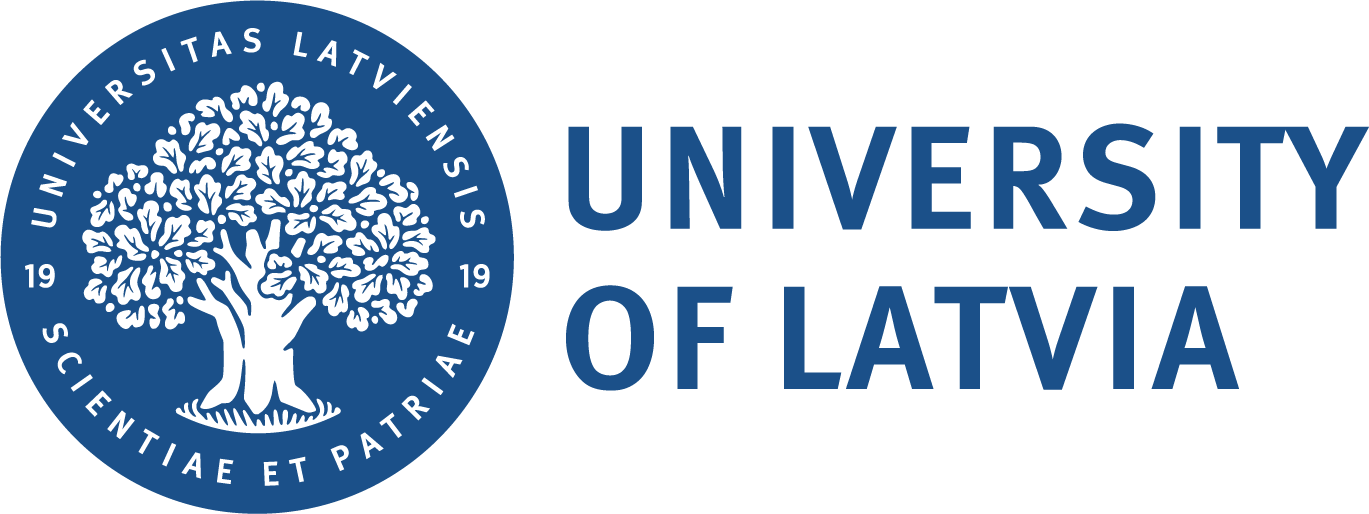 UNIVERSITAS LATVIENSIS
19 19
SCIENTIAE ET PATRIAE
UNIVERSITY
OF LATVIA